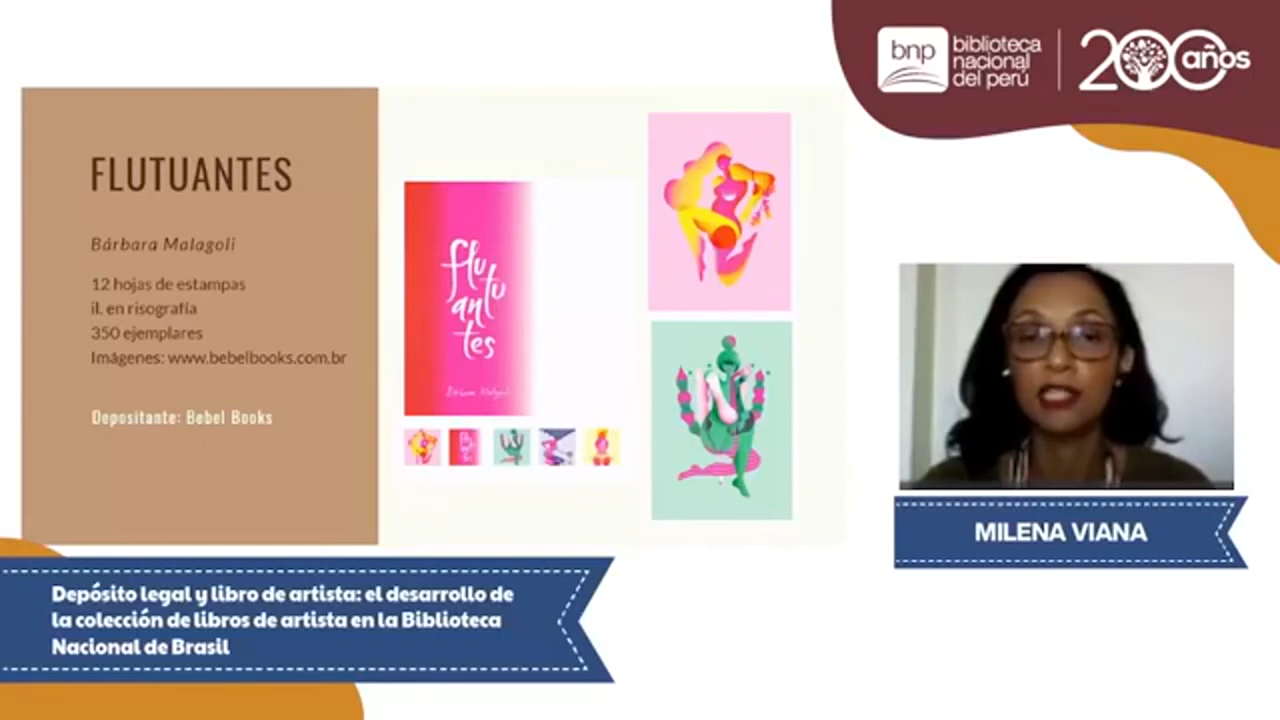 bnp
biblioteca
nacional
del perú
200 años
FLUTUANTES
Bárbara Malagoli
12 hojas de estampas
il. en risografía
350 ejemplares
Imágenes: www.bebelbooks.com.br
Depositante: Bebel Books
flu
tu
an
tes
Bárbara Malagoli
MILENA VIANA
Depósito legal y libro de artista: el desarrollo de
la colección de libros de artista en la Biblioteca
Nacional de Brasil